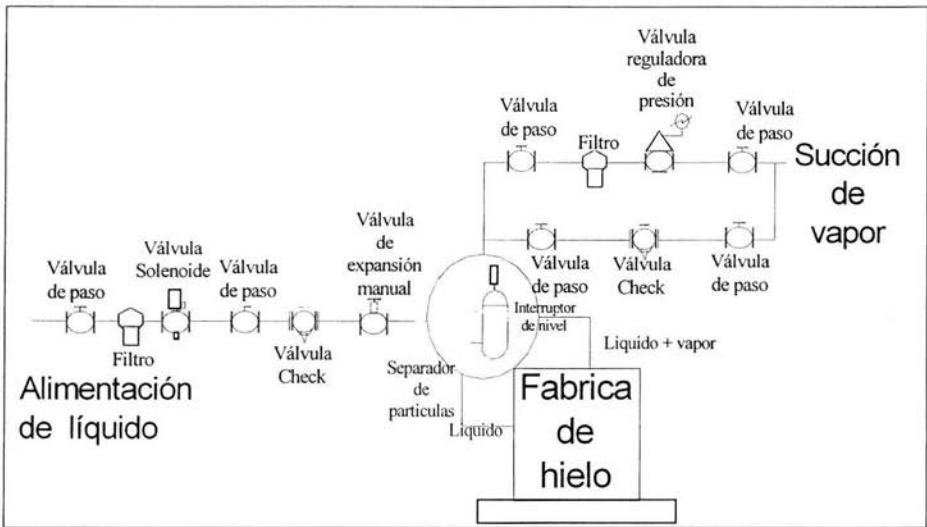 Válvula
reguladora
de
presión
Válvula
de paso
Filtro
Válvula
de paso
Succión
de
vapor
Válvula
de paso
Válvula
Check
Válvula
de paso
Válvula
de paso
Filtro
Válvula
Solenoide
Válvula
de paso
Válvula
Check
Válvula
de
expansión
manual
Alimentación
de líquido
Interruptor
de nivel
Separador
de
particulas
Liquido + vapor
Liquido
Fabrica
de
hielo